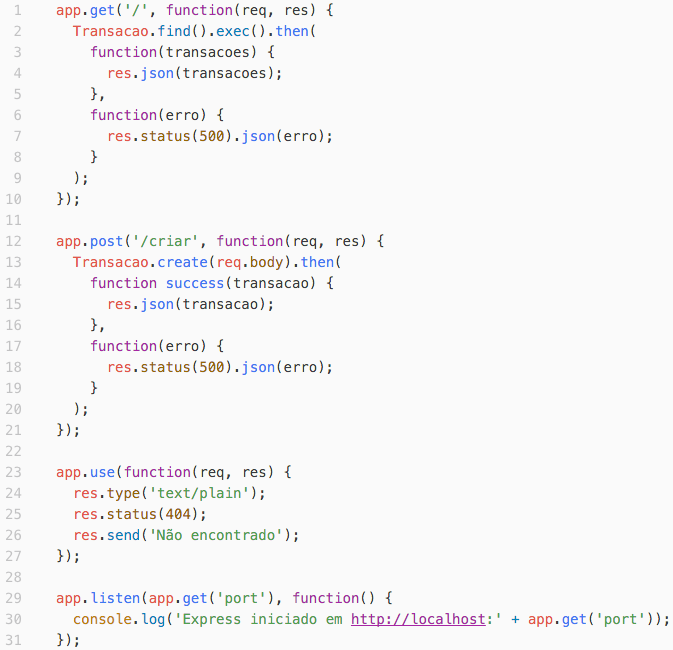 1 app.get('/', function(req, res) {
2   Transacao.find().exec().then(
3     function(transacoes) {
4       res.json(transacoes);
5     },
6     function(erro) {
7       res.status(500).json(erro);
8     }
9   );
10 });
11
12 app.post('/criar', function(req, res) {
13   Transacao.create(req.body).then(
14     function success(transacao) {
15       res.json(transacao);
16     },
17     function(erro) {
18       res.status(500).json(erro);
19     }
20   );
21 });
22
23 app.use(function(req, res) {
24   res.type('text/plain');
25   res.status(404);
26   res.send('Não encontrado');
27 });
28
29 app.listen(app.get('port'), function() {
30   console.log('Express iniciado em http://localhost:' + app.get('port'));
31 });